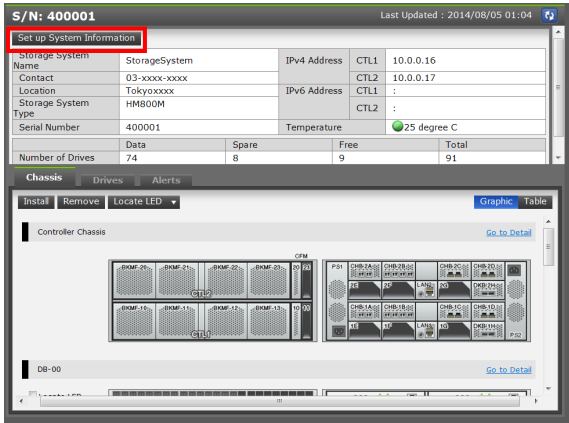 S/N: 400001
Last Updated : 2014/08/05 01:04
Set up System Information
Storage System Name StorageSystem IPv4 Address CTL1 10.0.0.16
Contact 03-xxxx-xxxx CTL2 10.0.0.17
Location Tokyoxxxx IPv6 Address CTL1 :
Storage System Type HM800M CTL2 :
Serial Number 400001 Temperature 25 degree C
Data Spare Free Total
Number of Drives 74 8 9 91
Chassis Drives Alerts
Install Remove Locate LED Graphic Table
Controller Chassis Go to Detail
CFM
BKMF-20 BKMF-21 BKMF-22 BKMF-23 20
CTL2
BKMF-10 BKMF-11 BKMF-12 BKMF-13 10
CTL1
PS1 CHB-2A CHB-2B CHB-2C CHB-2D
2E 2F LAN2 2G DKB-2H
CHB-1A CHB-1B CHB-1C CHB-1D
1E 1F LAN1 1G DKB-1H PS2
DB-00 Go to Detail
Locate LED